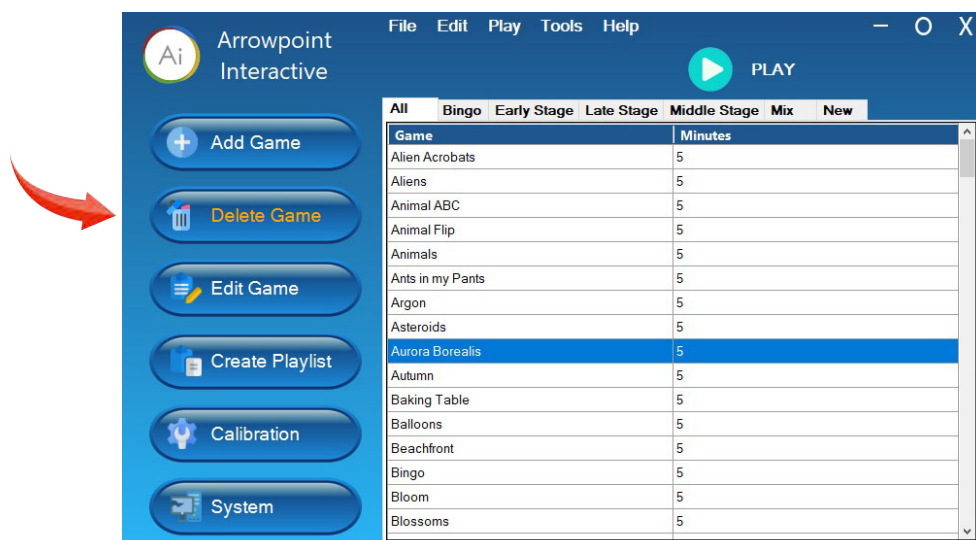 Ai
Arrowpoint
Interactive
File Edit Play Tools Help
— O X
PLAY
Add Game
Delete Game
Edit Game
Create Playlist
Calibration
System
All Bingo Early Stage Late Stage Middle Stage Mix New
Game Minutes
Alien Acrobats 5
Aliens 5
Animal ABC 5
Animal Flip 5
Animals 5
Ants in my Pants 5
Argon 5
Asteroids 5
Aurora Borealis 5
Autumn 5
Baking Table 5
Balloons 5
Beachfront 5
Bingo 5
Bloom 5
Blossoms 5